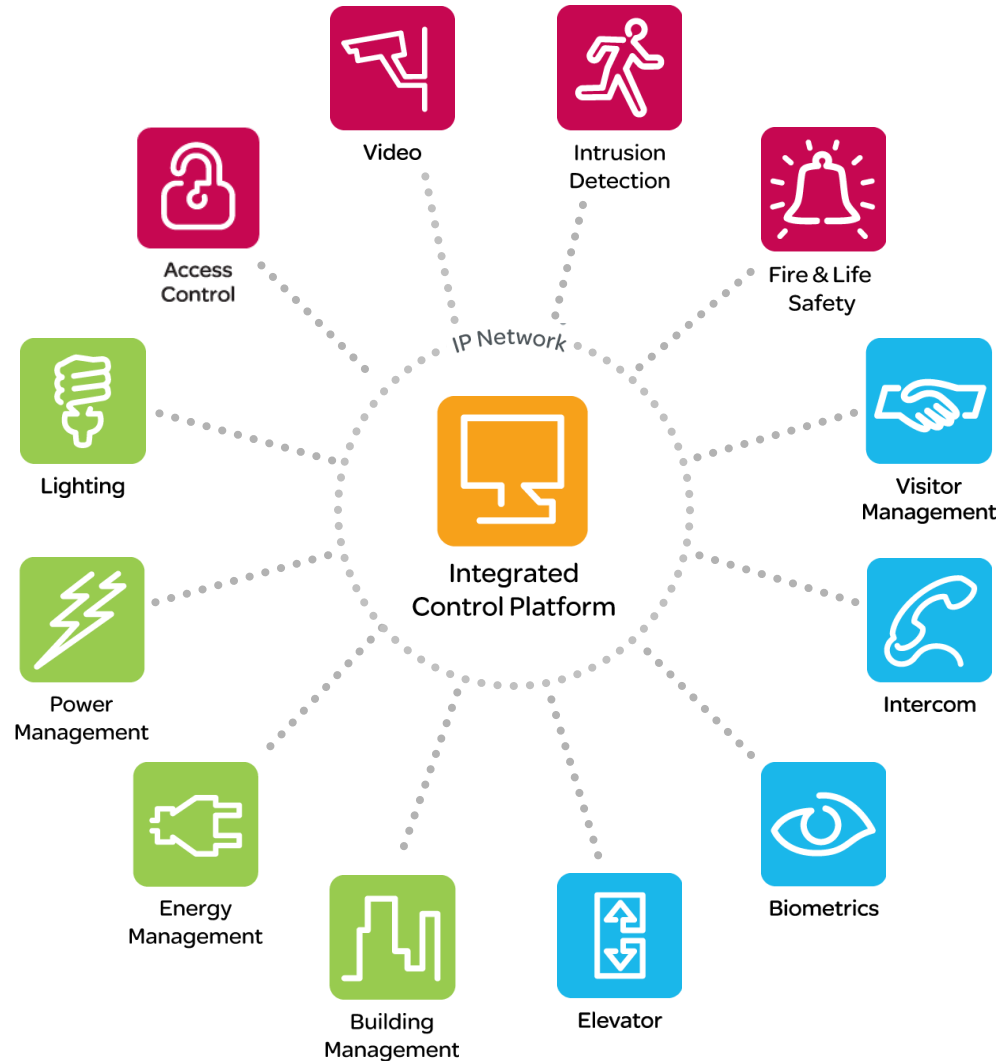 Video
Intrusion
Detection
Access
Control
Fire & Life
Safety
IP Network
Lighting
Visitor
Management
Integrated
Control Platform
Power
Management
Intercom
Energy
Management
Biometrics
Building
Management
Elevator